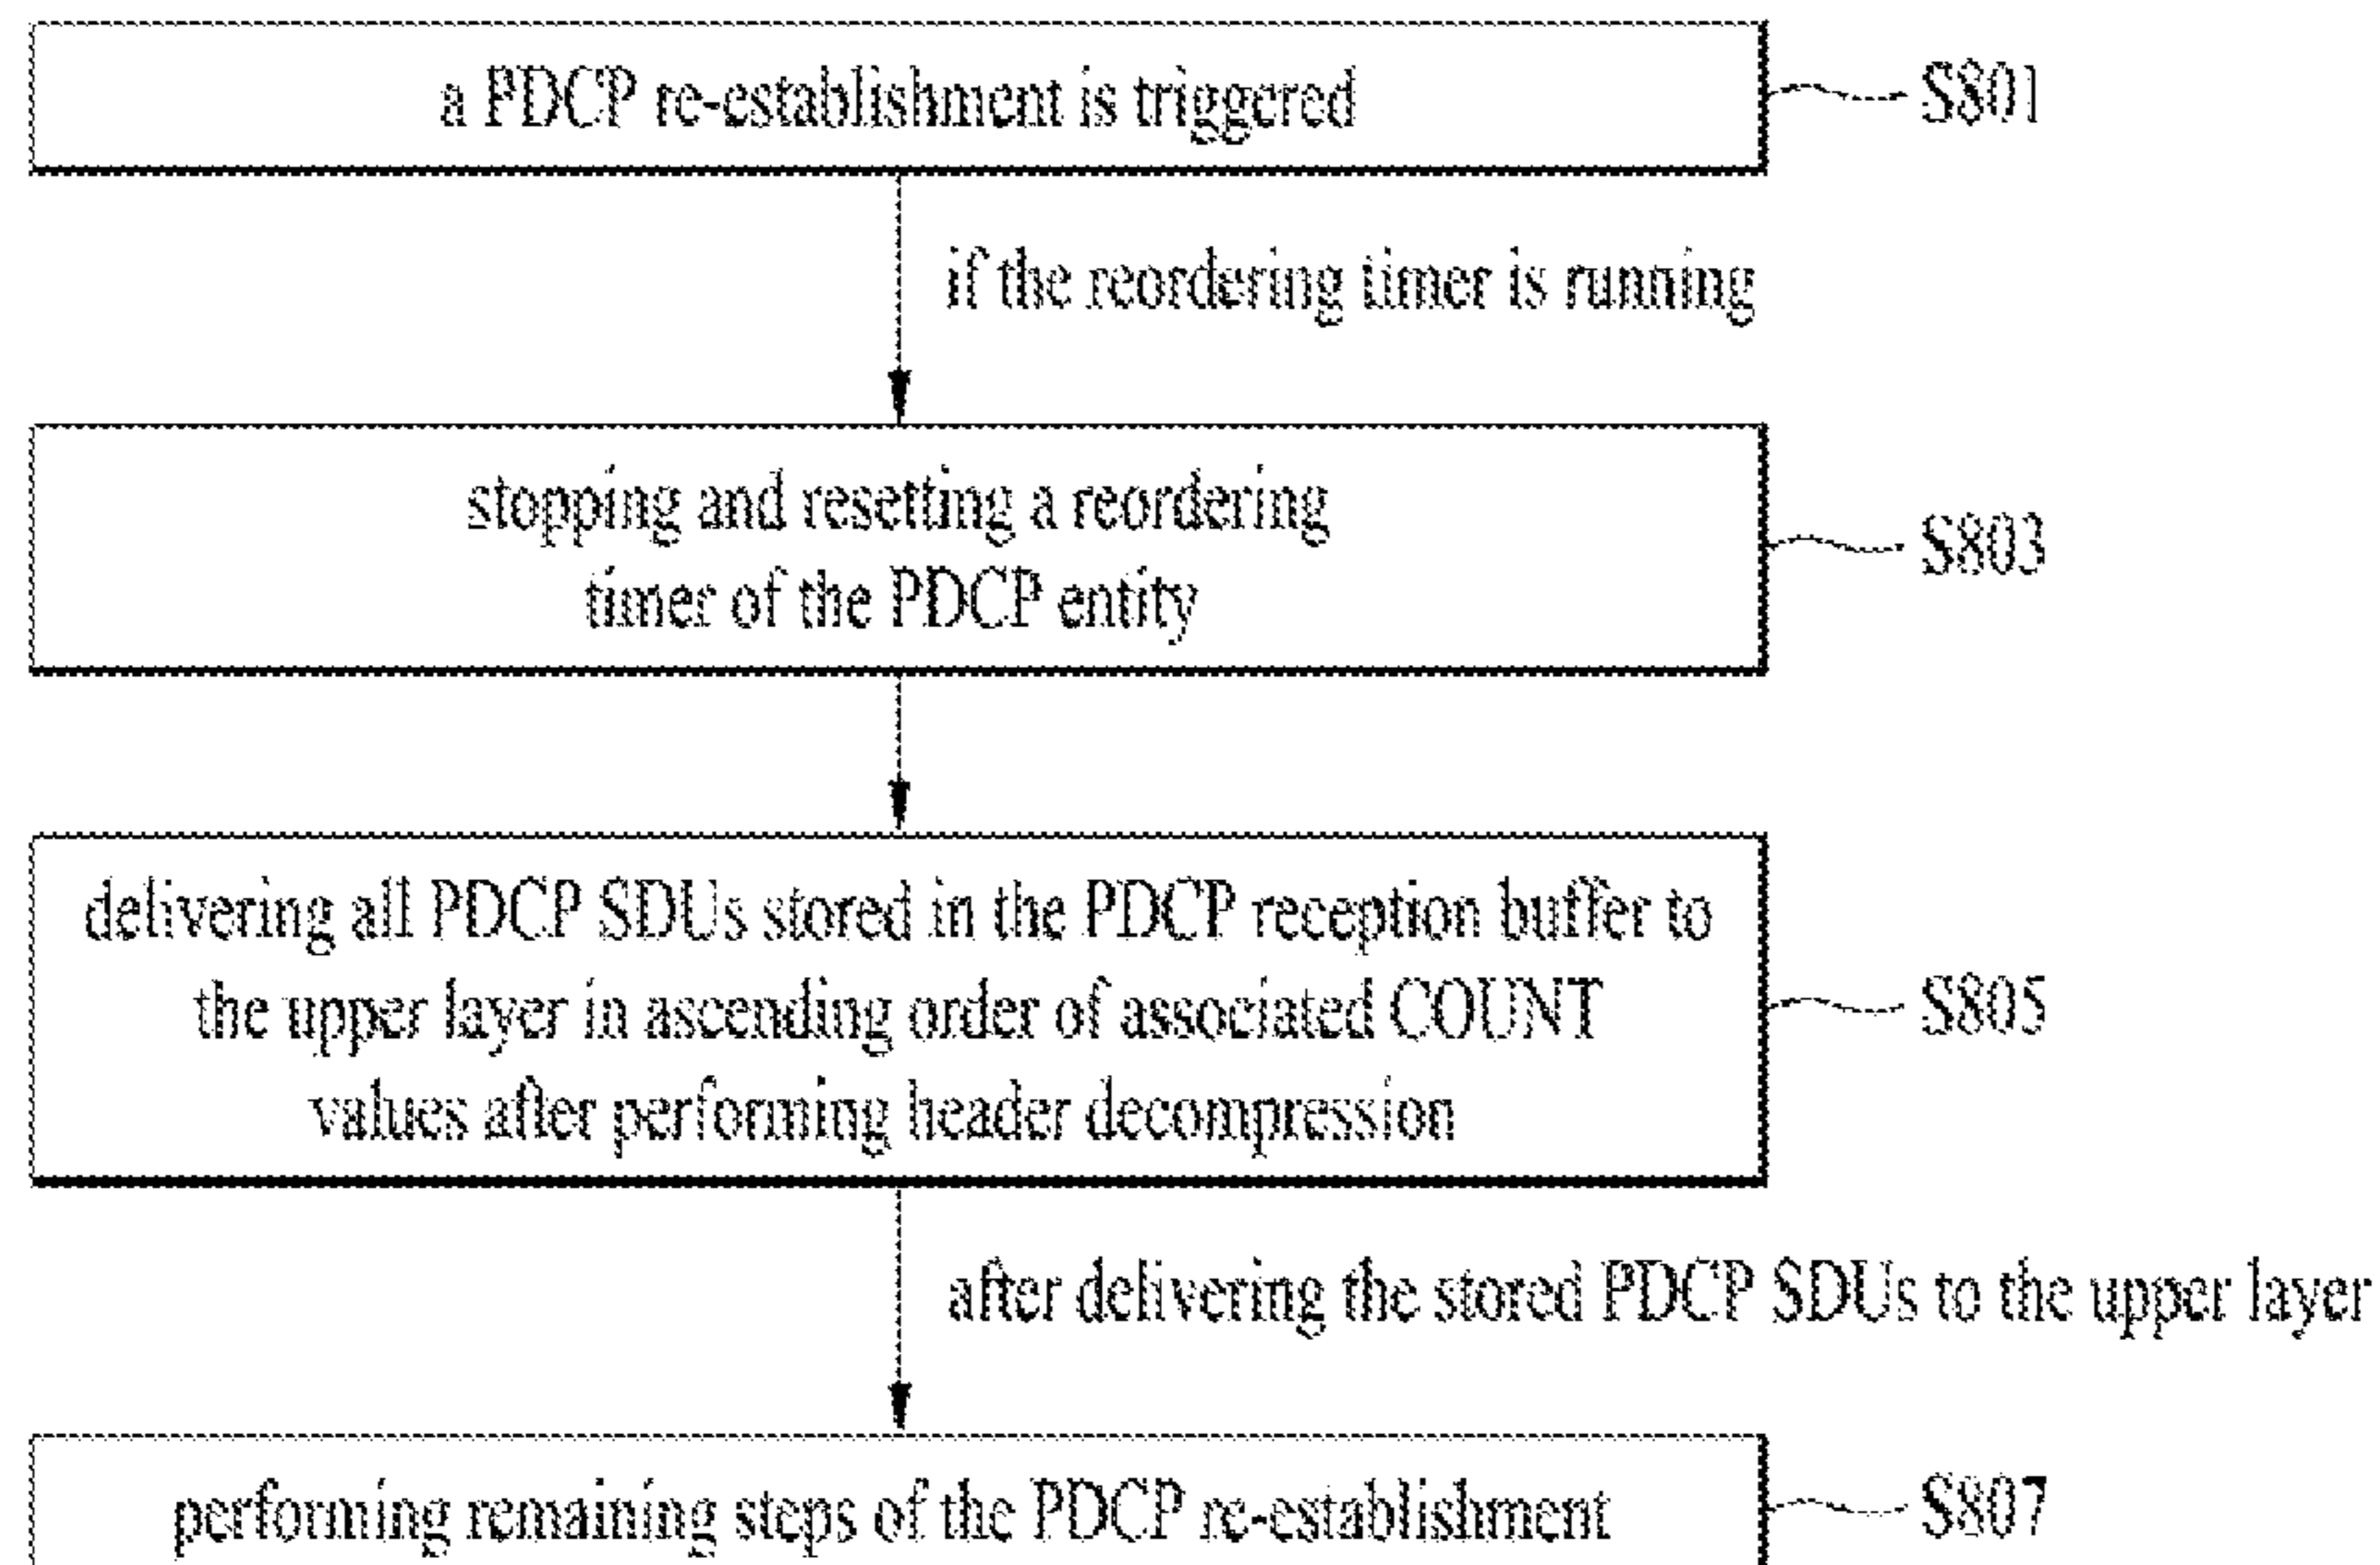 a PDCP re-establishment is triggered
S801
if the reordering timer is running
stopping and resetting a reordering
timer of the PDCP entity
S803
delivering all PDCP SDUs stored in the PDCP reception buffer to
the upper layer in ascending order of associated COUNT
values after performing header decompression
S805
after delivering the stored PDCP SDUs to the upper layer
performing remaining steps of the PDCP re-establishment
S807